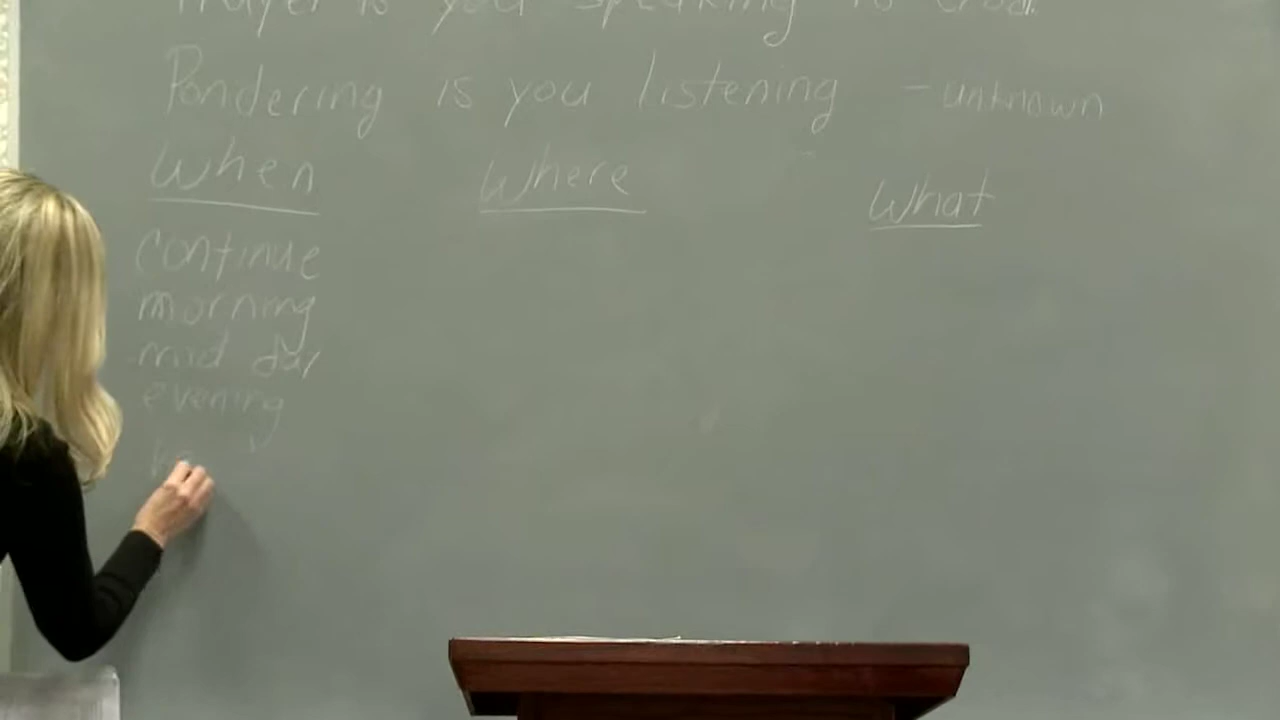 Prayer is you speaking to God.
Pondering is you listening - unknown
When Where What
continue
morning
mid day
evening